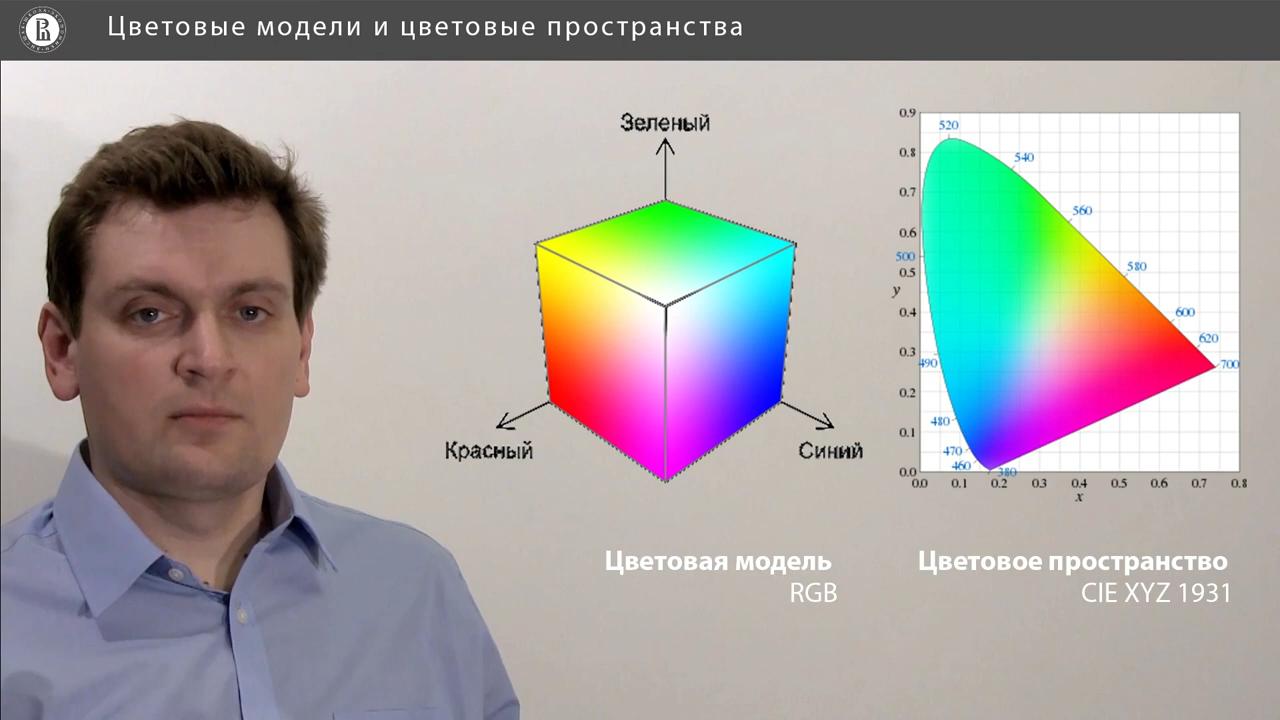 Цветовые модели и цветовые пространства
Зеленый
Красный
Синий
0.9
0.8
0.7
0.6
0.5
0.4
0.3
0.2
0.1
0.0
y
520
540
560
580
600
620
700
500
490
480
470
460
380
0.0 0.1 0.2 0.3 0.4 0.5 0.6 0.7 0.8
x
Цветовая модель
RGB
Цветовое пространство
CIE XYZ 1931